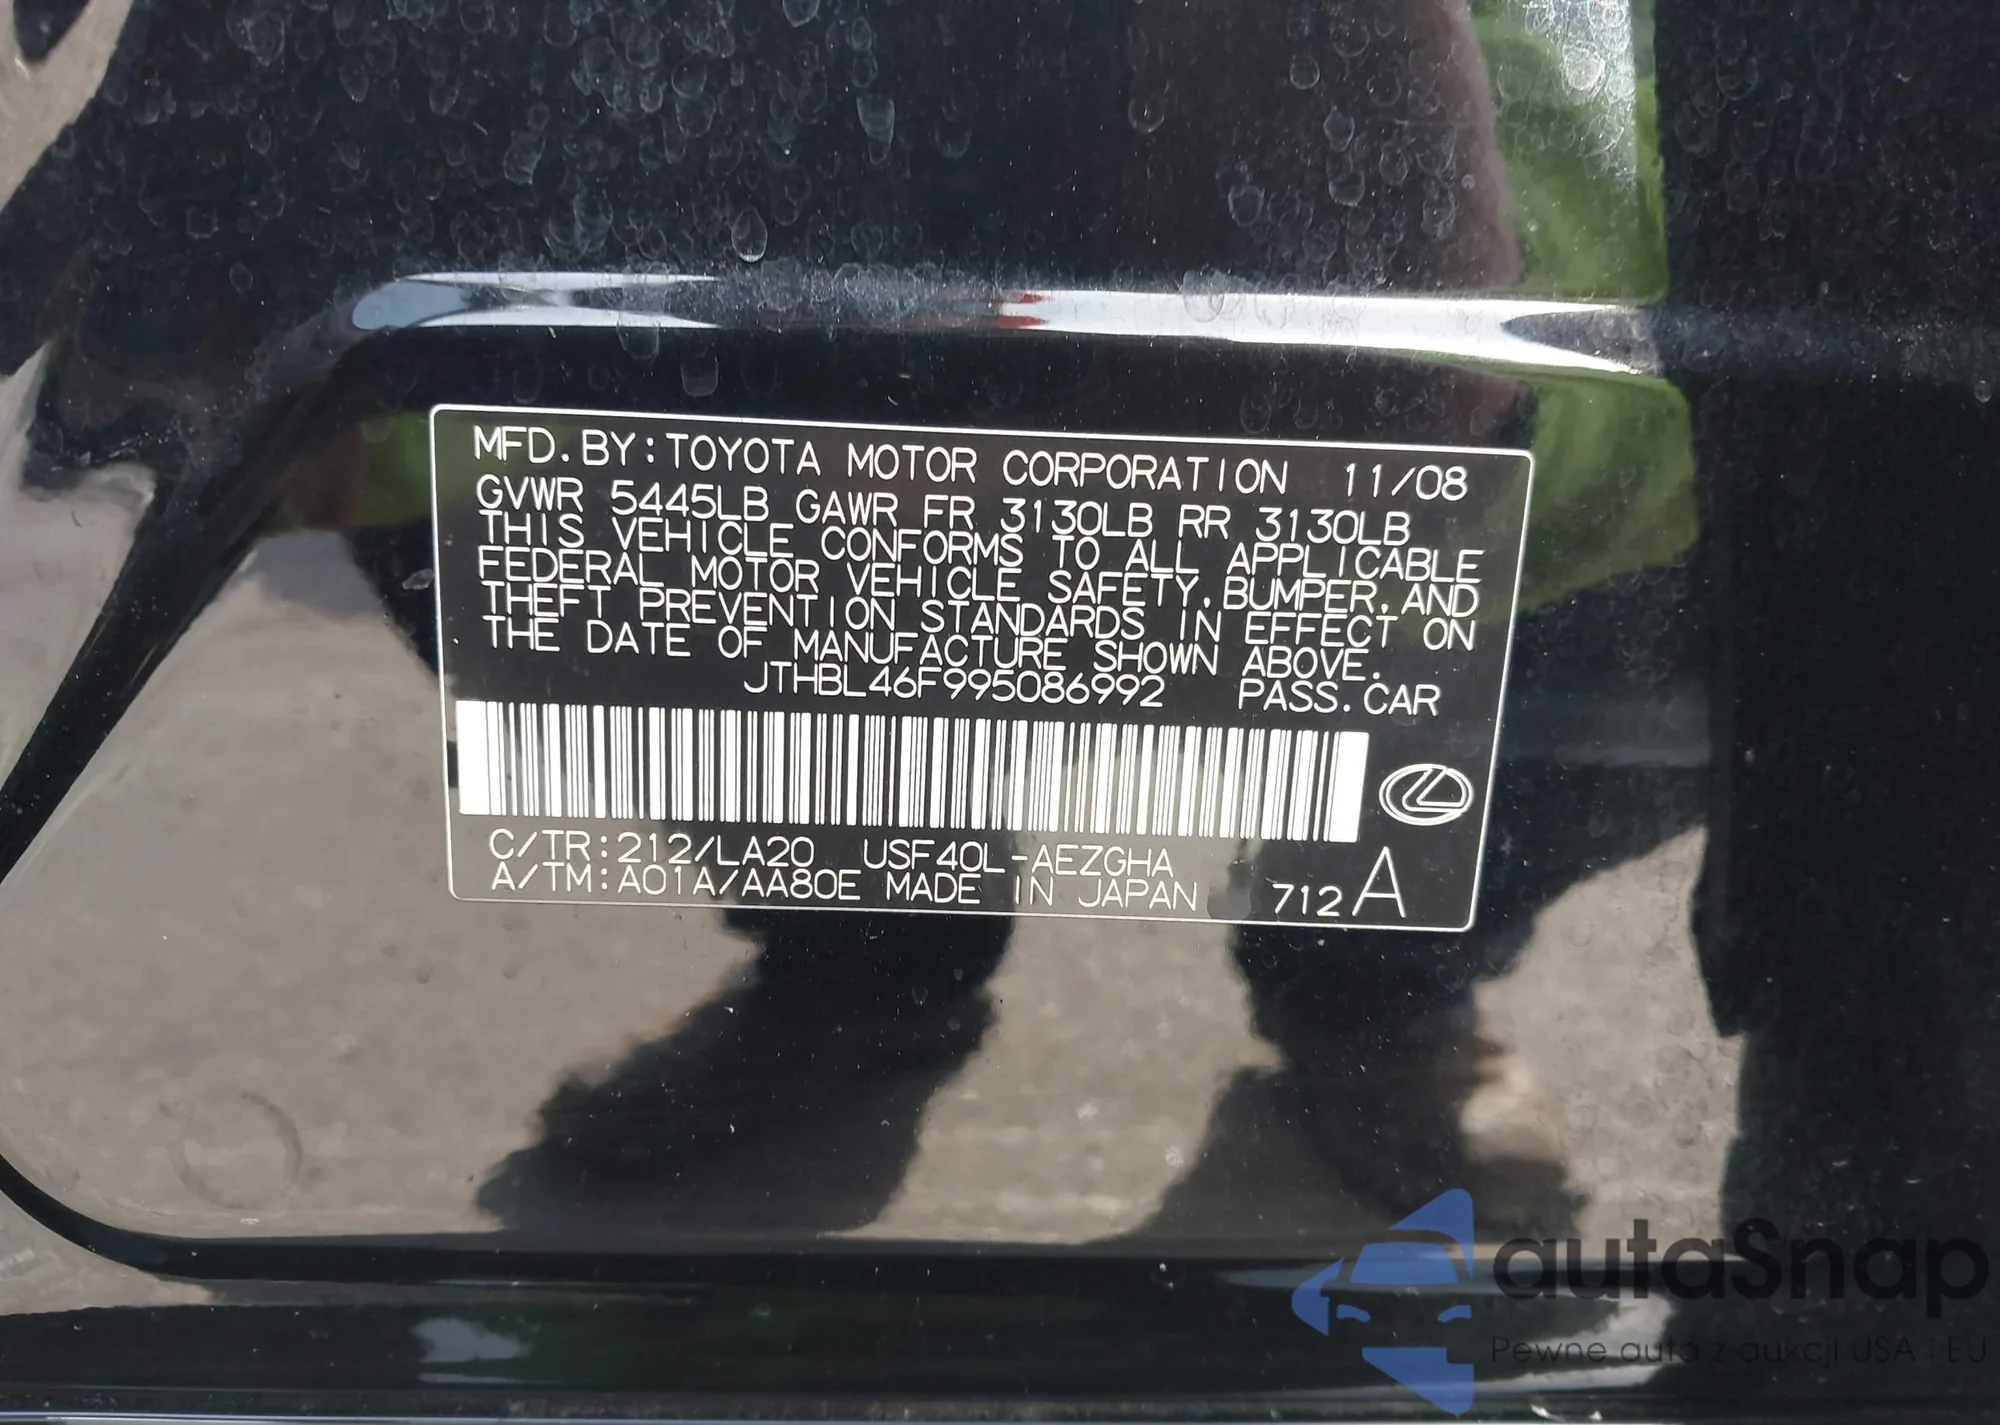 MFD. BY: TOYOTA MOTOR CORPORATION 11/08
GVWR 5445LB GAWR FR 3130LB RR 3130LB
THIS VEHICLE CONFORMS TO ALL APPLICABLE
FEDERAL MOTOR VEHICLE SAFETY, BUMPER, AND
THEFT PREVENTION STANDARDS IN EFFECT ON
THE DATE OF MANUFACTURE SHOWN ABOVE.
JTHBL46F995086992 PASS. CAR
C/TR: 212/LA20 USF40L-AEZGHA
A/TM: A01A/AA80E MADE IN JAPAN 712 A
autaSnap
Pewne auta z aukcji USA i EU